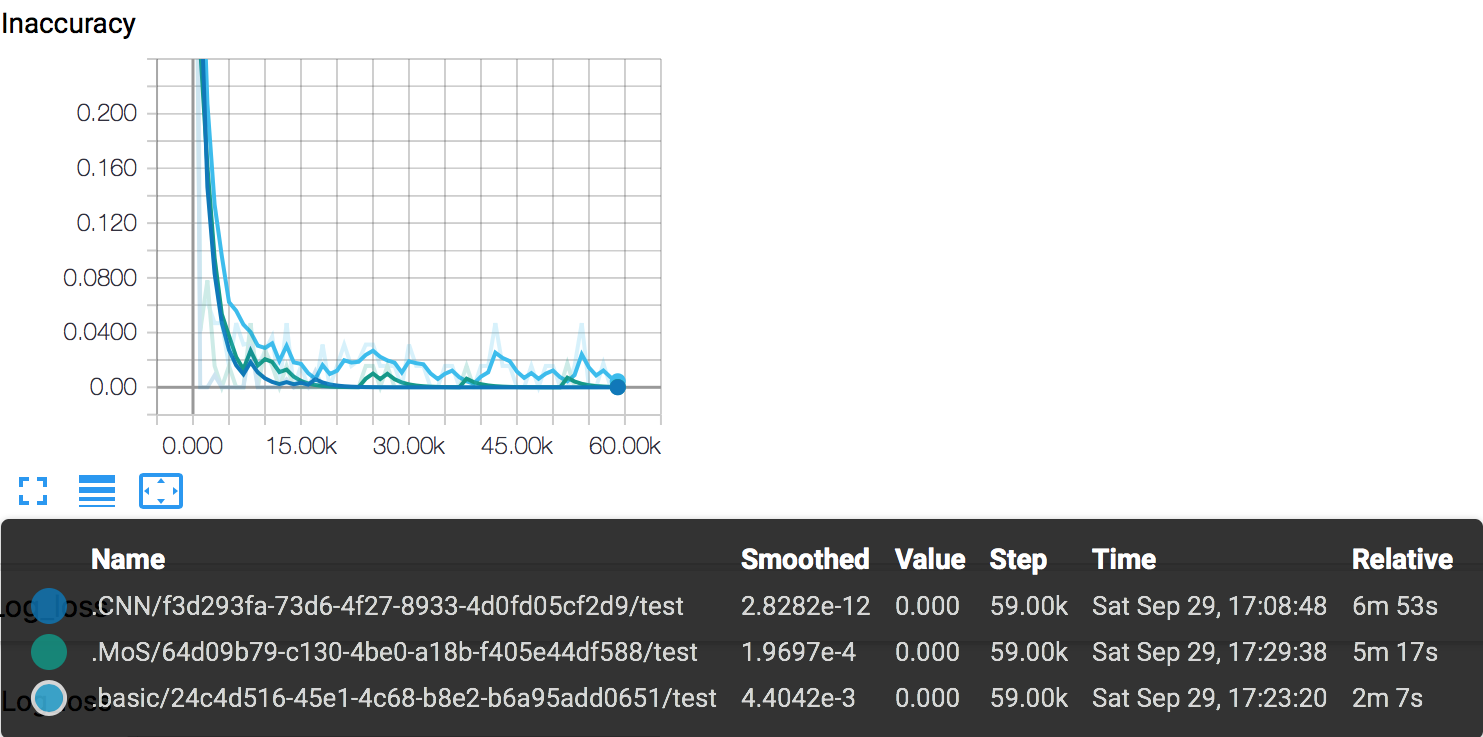 Inaccuracy
0.200
0.160
0.120
0.0800
0.0400
0.00
0.000 15.00k 30.00k 45.00k 60.00k
Name Smoothed Value Step Time Relative
.CNN/f3d293fa-73d6-4f27-8933-4d0fd05cf2d9/test 2.8282e-12 0.000 59.00k Sat Sep 29, 17:08:48 6m 53s
.MoS/64d09b79-c130-4be0-a18b-f405e44df588/test 1.9697e-4 0.000 59.00k Sat Sep 29, 17:29:38 5m 17s
.basic/24c4d516-45e1-4c68-b8e2-b6a95add0651/test 4.4042e-3 0.000 59.00k Sat Sep 29, 17:23:20 2m 7s